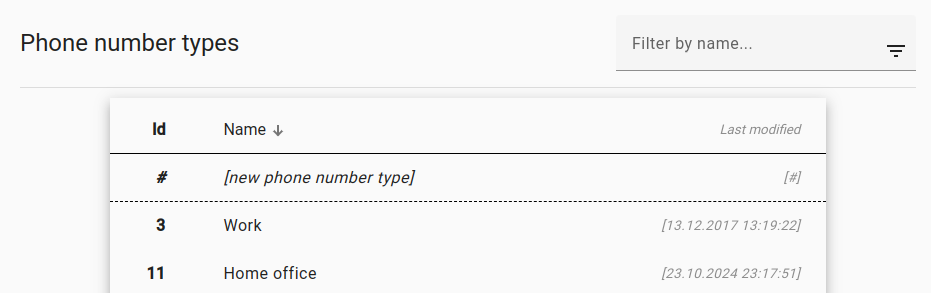 Phone number types
Filter by name...
Id Name ↓ Last modified
# [new phone number type] [#]
3 Work [13.12.2017 13:19:22]
11 Home office [23.10.2024 23:17:51]